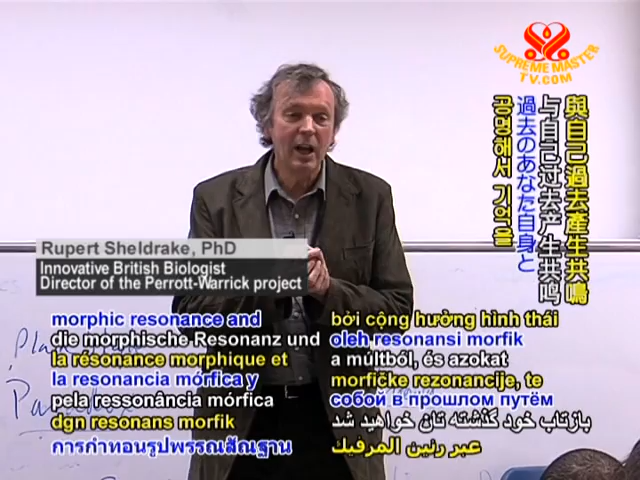 SUPREME MASTER
TV.COM
與自己過去產生共鳴
与自己过去产生共鸣
過去のあなた自身と
공명해서 기억을
Rupert Sheldrake, PhD
Innovative British Biologist
Director of the Perrott-Warrick project
morphic resonance and
die morphische Resonanz und
la résonance morphique et
la resonancia mórfica y
pela ressonância mórfica
dgn resonans morfik
การกำทอนรูปพรรณสัณฐาน
bởi cộng hưởng hình thái
oleh resonansi morfik
a múltból, és azokat
morfičke rezonancije, te
собой в прошлом путём
بازتاب خود گذشته تان خواهید شد
عبر رنين المرفيك